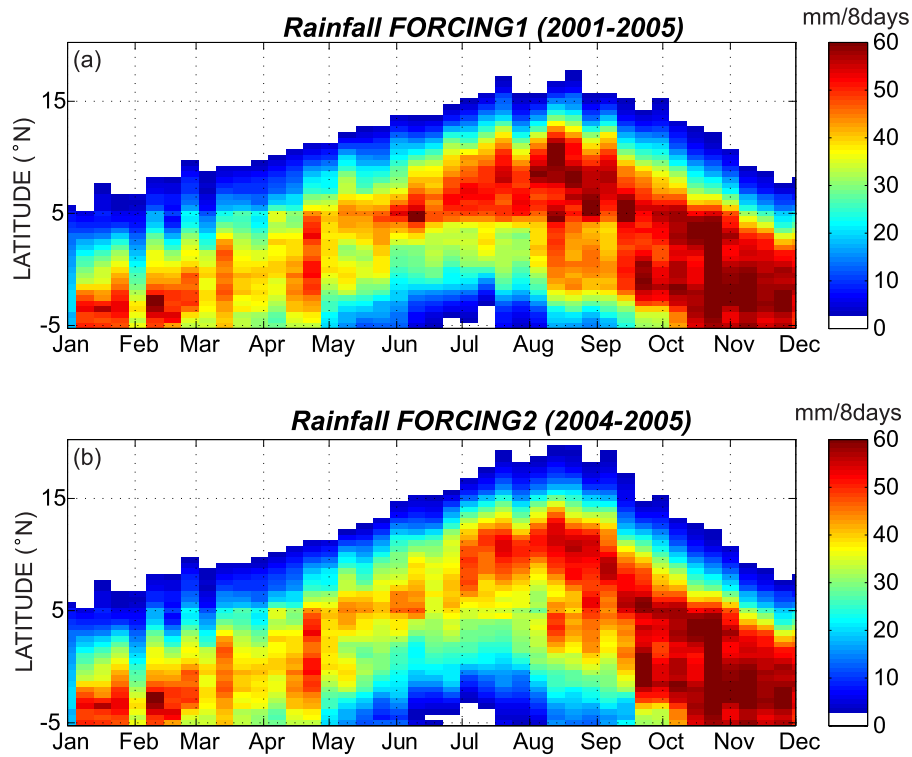 Rainfall FORCING1 (2001-2005)
mm/8days
(a)
LATITUDE (°N)
15
5
-5
Jan Feb Mar Apr May Jun Jul Aug Sep Oct Nov Dec
60
50
40
30
20
10
0
Rainfall FORCING2 (2004-2005)
mm/8days
(b)
LATITUDE (°N)
15
5
-5
Jan Feb Mar Apr May Jun Jul Aug Sep Oct Nov Dec
60
50
40
30
20
10
0